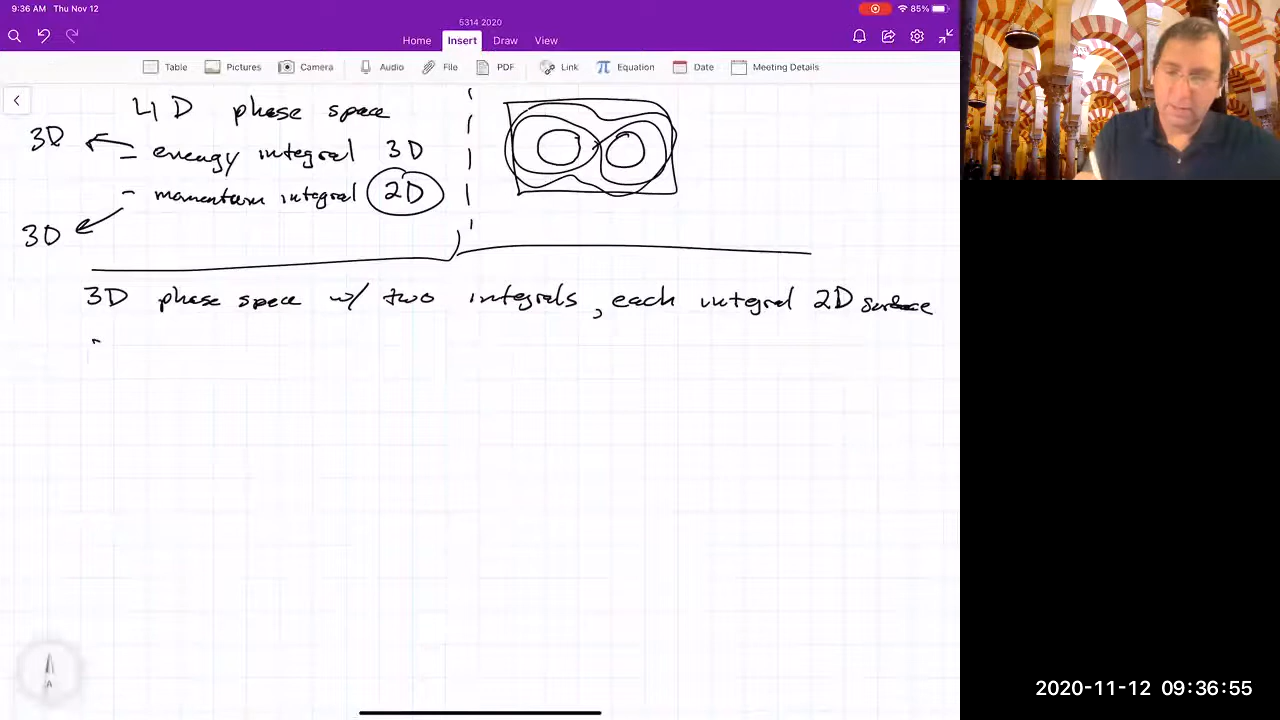 9:36 AM Thu Nov 12
85%
5314 2020
Home Insert Draw View
Table Pictures Camera Audio File PDF Link Equation Date Meeting Details
4D phase space
3D
- energy integral 3D
- momentum integral 2D
3D
3D phase space w/ two integrals, each integral 2D surface
A
2020-11-12 09:36:55